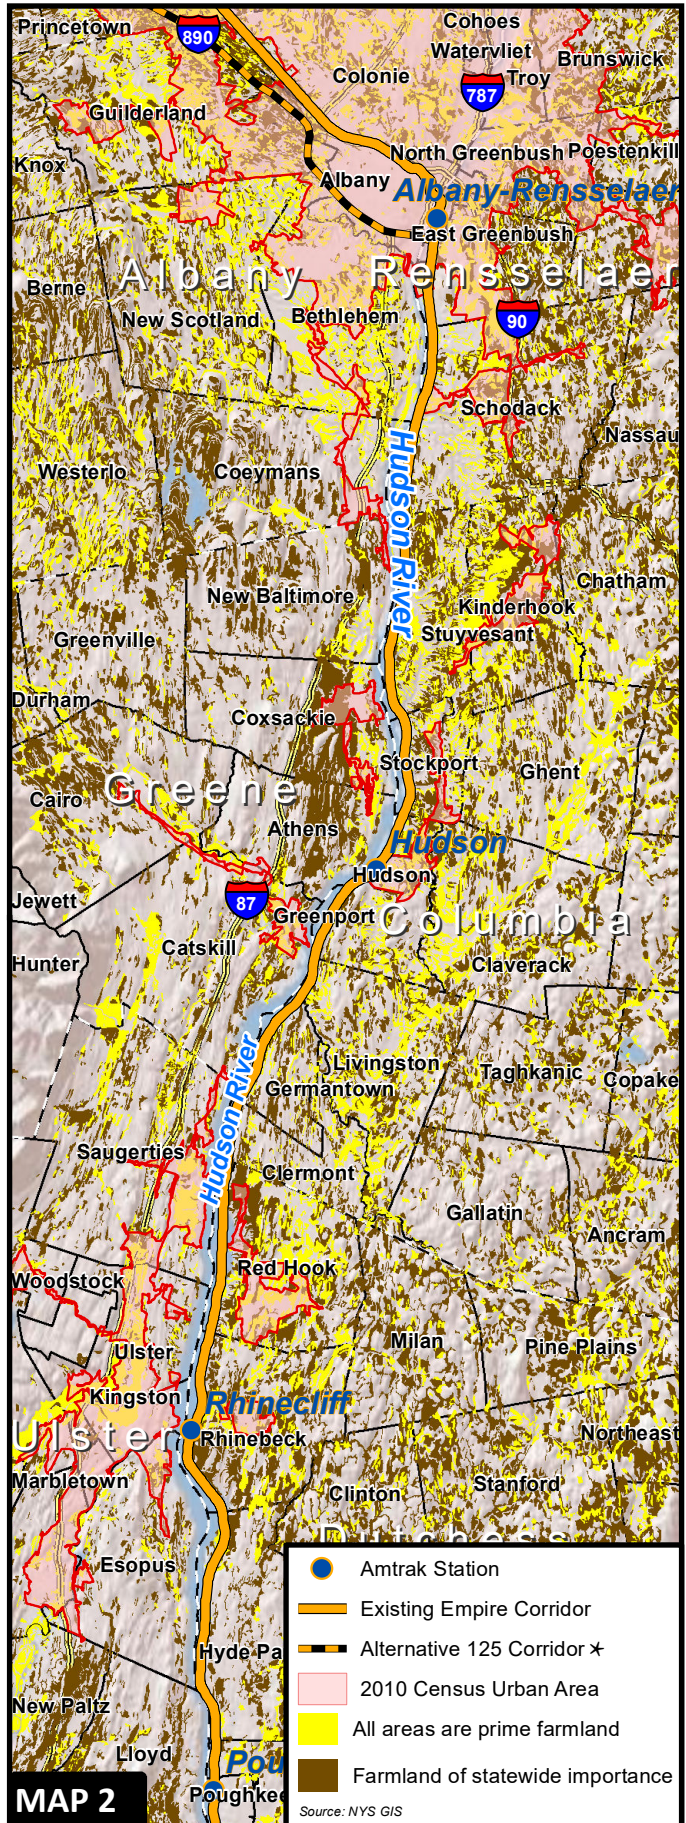 Princetown
890
Cohoes
Watervliet
Brunswick
Colonie
787
Troy
Guilderland
Knox
North Greenbush
Poestenkill
Albany
Albany-Rensselaer
East Greenbush
Albany
Rensselaer
Berne
New Scotland
Bethlehem
90
Schodack
Nassau
Westerlo
Coeymans
Hudson River
Chatham
New Baltimore
Kinderhook
Greenville
Stuyvesant
Durham
Coxsackie
Stockport
Ghent
Cairo
Greene
Athens
Hudson
Hudson
Jewett
87
Greenport
Columbia
Catskill
Hunter
Claverack
Livingston
Taghkanic
Copake
Germantown
Hudson River
Saugerties
Clermont
Gallatin
Ancram
Woodstock
Red Hook
Ulster
Milan
Pine Plains
Kingston
Rhinecliff
Ulster
Rhinebeck
Northeast
Marbletown
Clinton
Stanford
Dutchess
Esopus
Hyde Pa
New Paltz
Lloyd
Pou
Poughkee
Amtrak Station
Existing Empire Corridor
Alternative 125 Corridor *
2010 Census Urban Area
All areas are prime farmland
Farmland of statewide importance
Source: NYS GIS
MAP 2